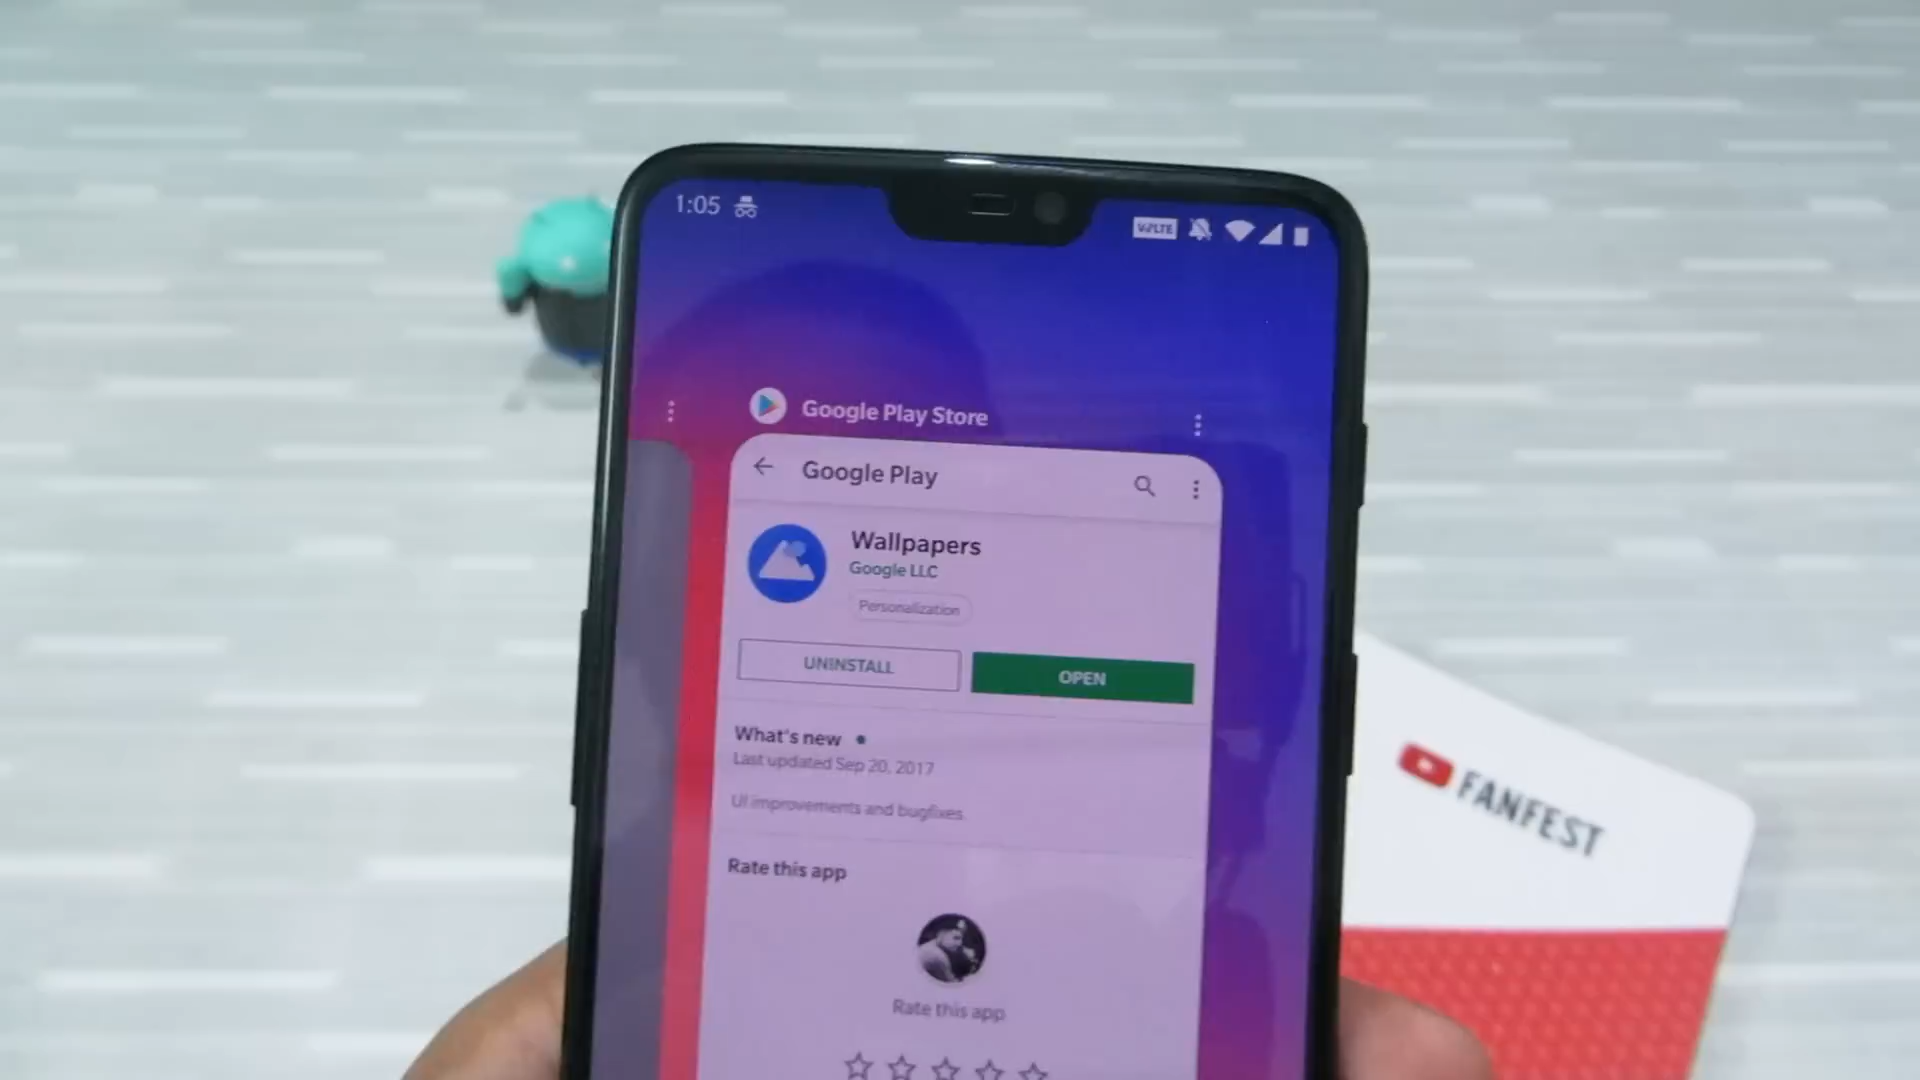 1:05
VoLTE
Google Play Store
Google Play
Wallpapers
Google LLC
Personalization
UNINSTALL
OPEN
What's new
Last updated Sep 20, 2017
UI improvements and bugfixes.
Rate this app
Rate this app
FANFEST